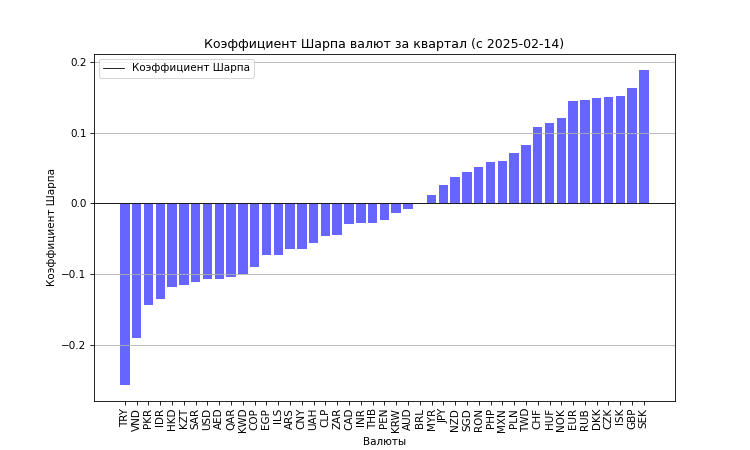 Коэффициент Шарпа валют за квартал (с 2025-02-14)
Коэффициент Шарпа
0.2
0.1
0.0
−0.1
−0.2
Коэффициент Шарпа
TRY VND PKR IDR HKD KZT SAR USD AED QAR KWD COP EGP ILS ARS CNY UAH CLP ZAR CAD INR THB PEN KRW AUD BRL MYR JPY NZD SGD RON PHP MXN PLN TWD CHF HUF NOK EUR RUB DKK CZK ISK GBP SEK
Валюты